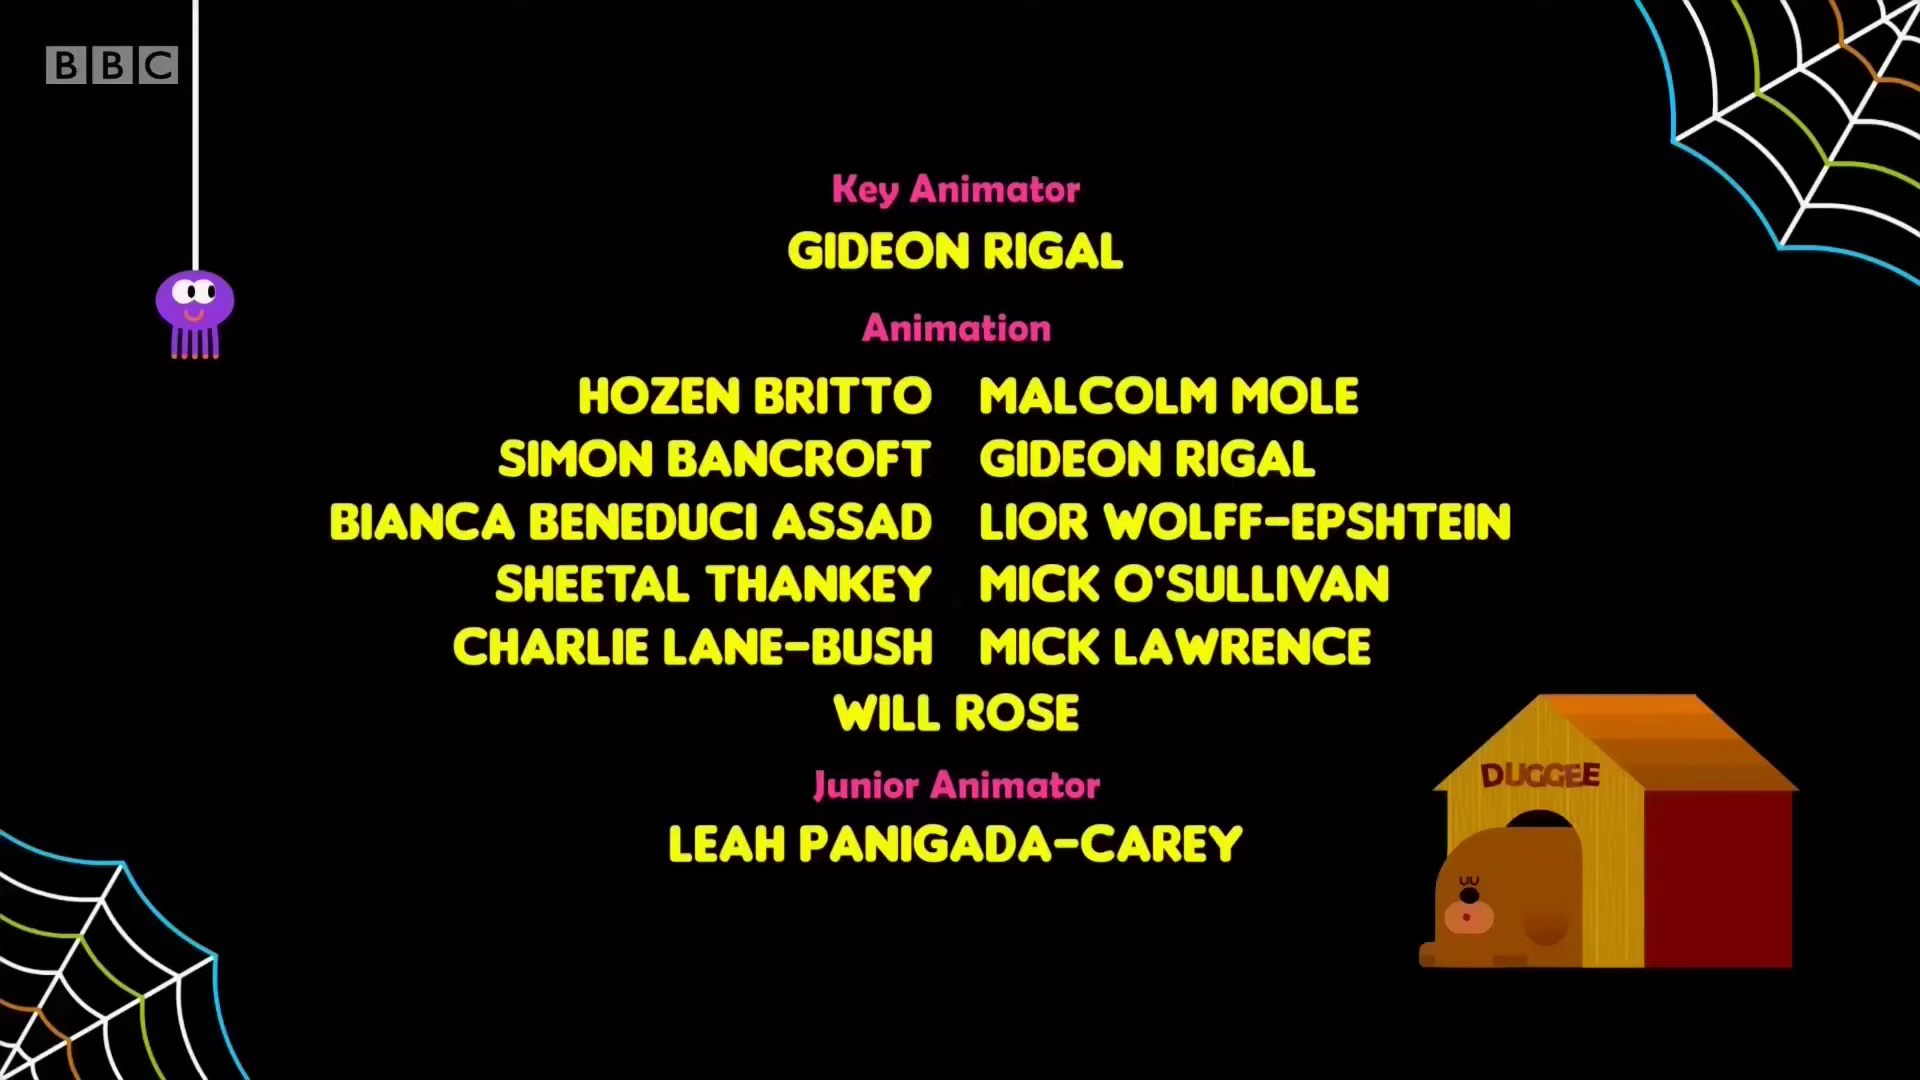 BBC
Key Animator
GIDEON RIGAL
Animation
HOZEN BRITTO MALCOLM MOLE
SIMON BANCROFT GIDEON RIGAL
BIANCA BENEDUCI ASSAD LIOR WOLFF-EPSHTEIN
SHEETAL THANKEY MICK O'SULLIVAN
CHARLIE LANE-BUSH MICK LAWRENCE
WILL ROSE
Junior Animator
LEAH PANIGADA-CAREY
DUGGEE